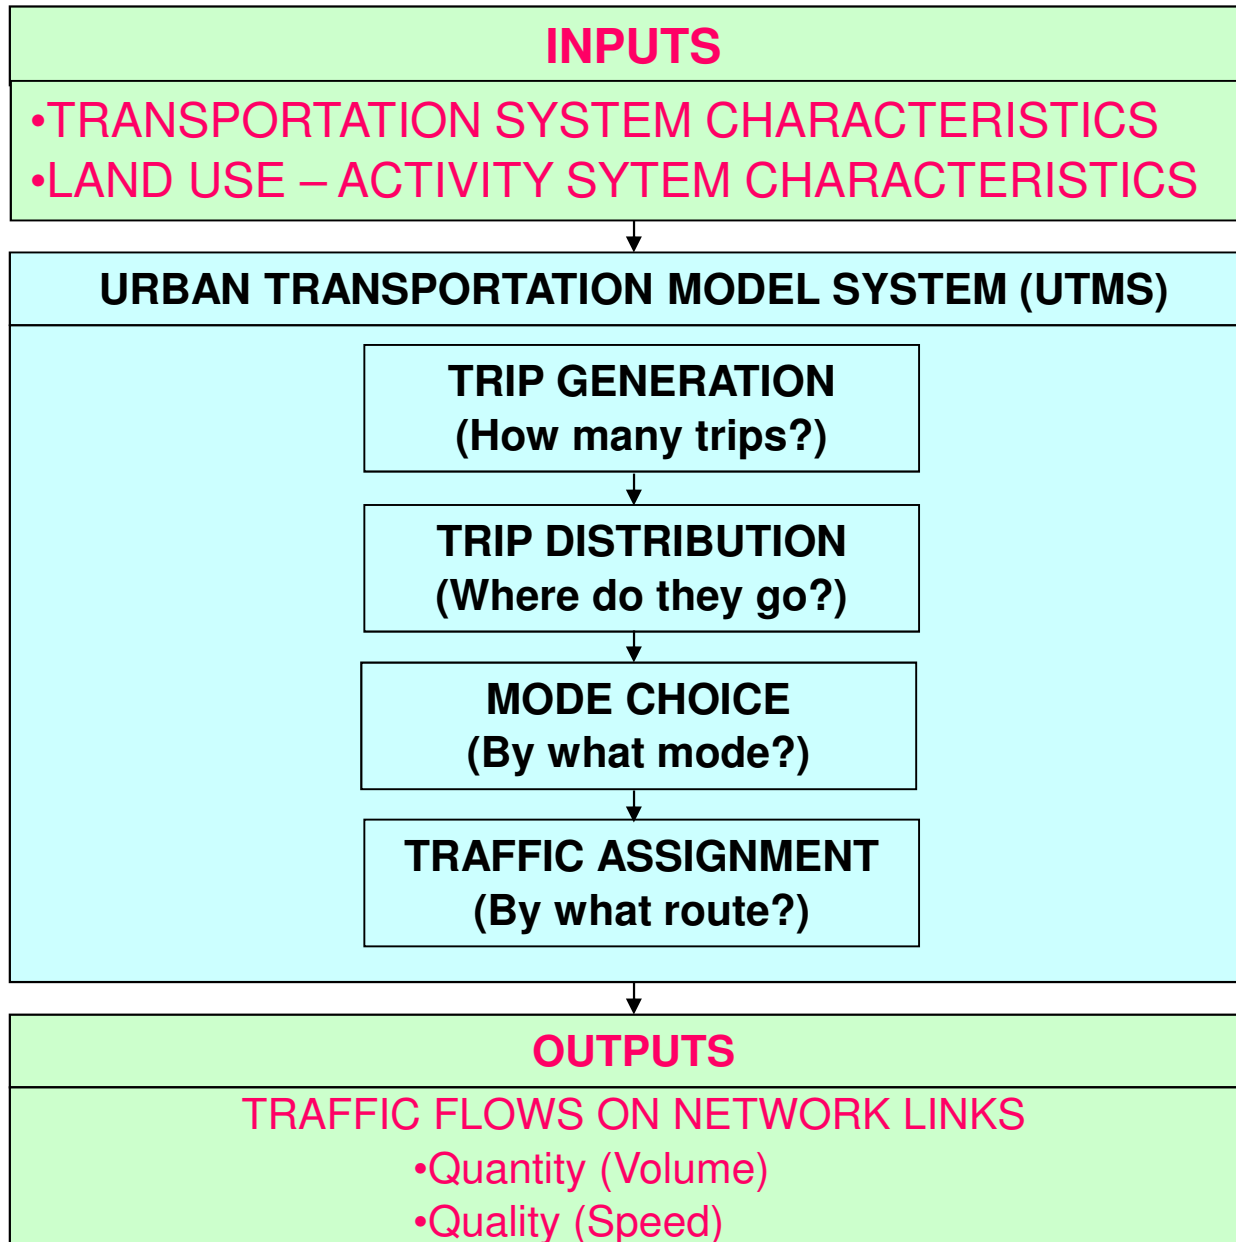 INPUTS
•TRANSPORTATION SYSTEM CHARACTERISTICS
•LAND USE – ACTIVITY SYTEM CHARACTERISTICS
URBAN TRANSPORTATION MODEL SYSTEM (UTMS)
TRIP GENERATION
(How many trips?)
TRIP DISTRIBUTION
(Where do they go?)
MODE CHOICE
(By what mode?)
TRAFFIC ASSIGNMENT
(By what route?)
OUTPUTS
TRAFFIC FLOWS ON NETWORK LINKS
•Quantity (Volume)
•Quality (Speed)